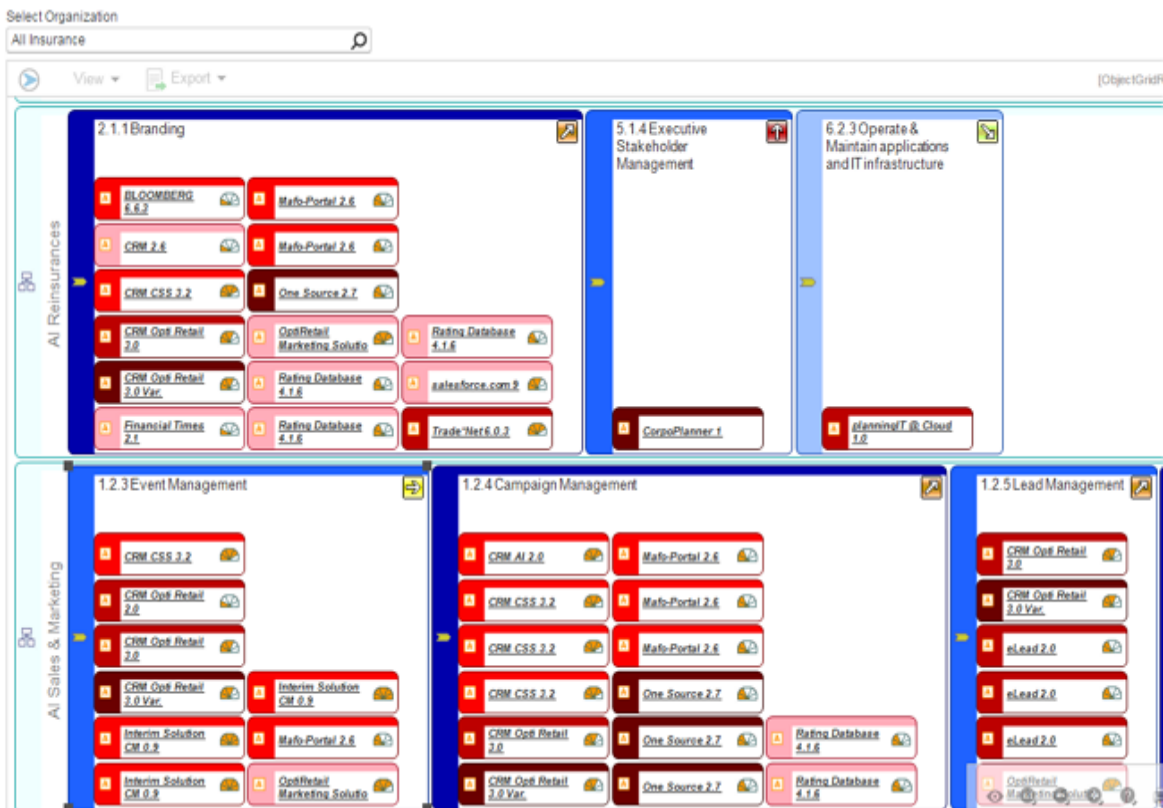 Select Organization
All Insurance
View
Export
[ObjectGridR
AI Reinsurances
2.1.1 Branding
BLOOMBERG
6.6.3
Mafo-Portal 2.6
CRM 2.6
Mafo-Portal 2.6
CRM CSS 3.2
One Source 2.7
CRM Opti Retail
3.0
OptiRetail
Marketing Solutio
Rating Database
4.1.6
CRM Opti Retail
3.0 Var.
Rating Database
4.1.6
salesforce.com 9
Financial Times
2.1
Rating Database
4.1.6
Trade*Net 6.0.3
5.1.4 Executive
Stakeholder
Management
CorpoPlanner 1
6.2.3 Operate &
Maintain applications
and IT infrastructure
planningIT @ Cloud
1.0
AI Sales & Marketing
1.2.3 Event Management
CRM CSS 3.2
CRM Opti Retail
2.0
CRM Opti Retail
3.0
CRM Opti Retail
3.0 Var.
Interim Solution
CM 0.9
Interim Solution
CM 0.9
Mafo-Portal 2.6
Interim Solution
CM 0.9
OptiRetail
Marketing Solutio
1.2.4 Campaign Management
CRM AI 2.0
Mafo-Portal 2.6
CRM CSS 3.2
Mafo-Portal 2.6
CRM CSS 3.2
Mafo-Portal 2.6
CRM CSS 3.2
One Source 2.7
CRM Opti Retail
3.0
One Source 2.7
Rating Database
4.1.6
CRM Opti Retail
3.0 Var.
One Source 2.7
Rating Database
4.1.6
1.2.5 Lead Management
CRM Opti Retail
3.0
CRM Opti Retail
3.0 Var.
eLead 2.0
eLead 2.0
eLead 2.0
OptiRetail
Marketing Solutio